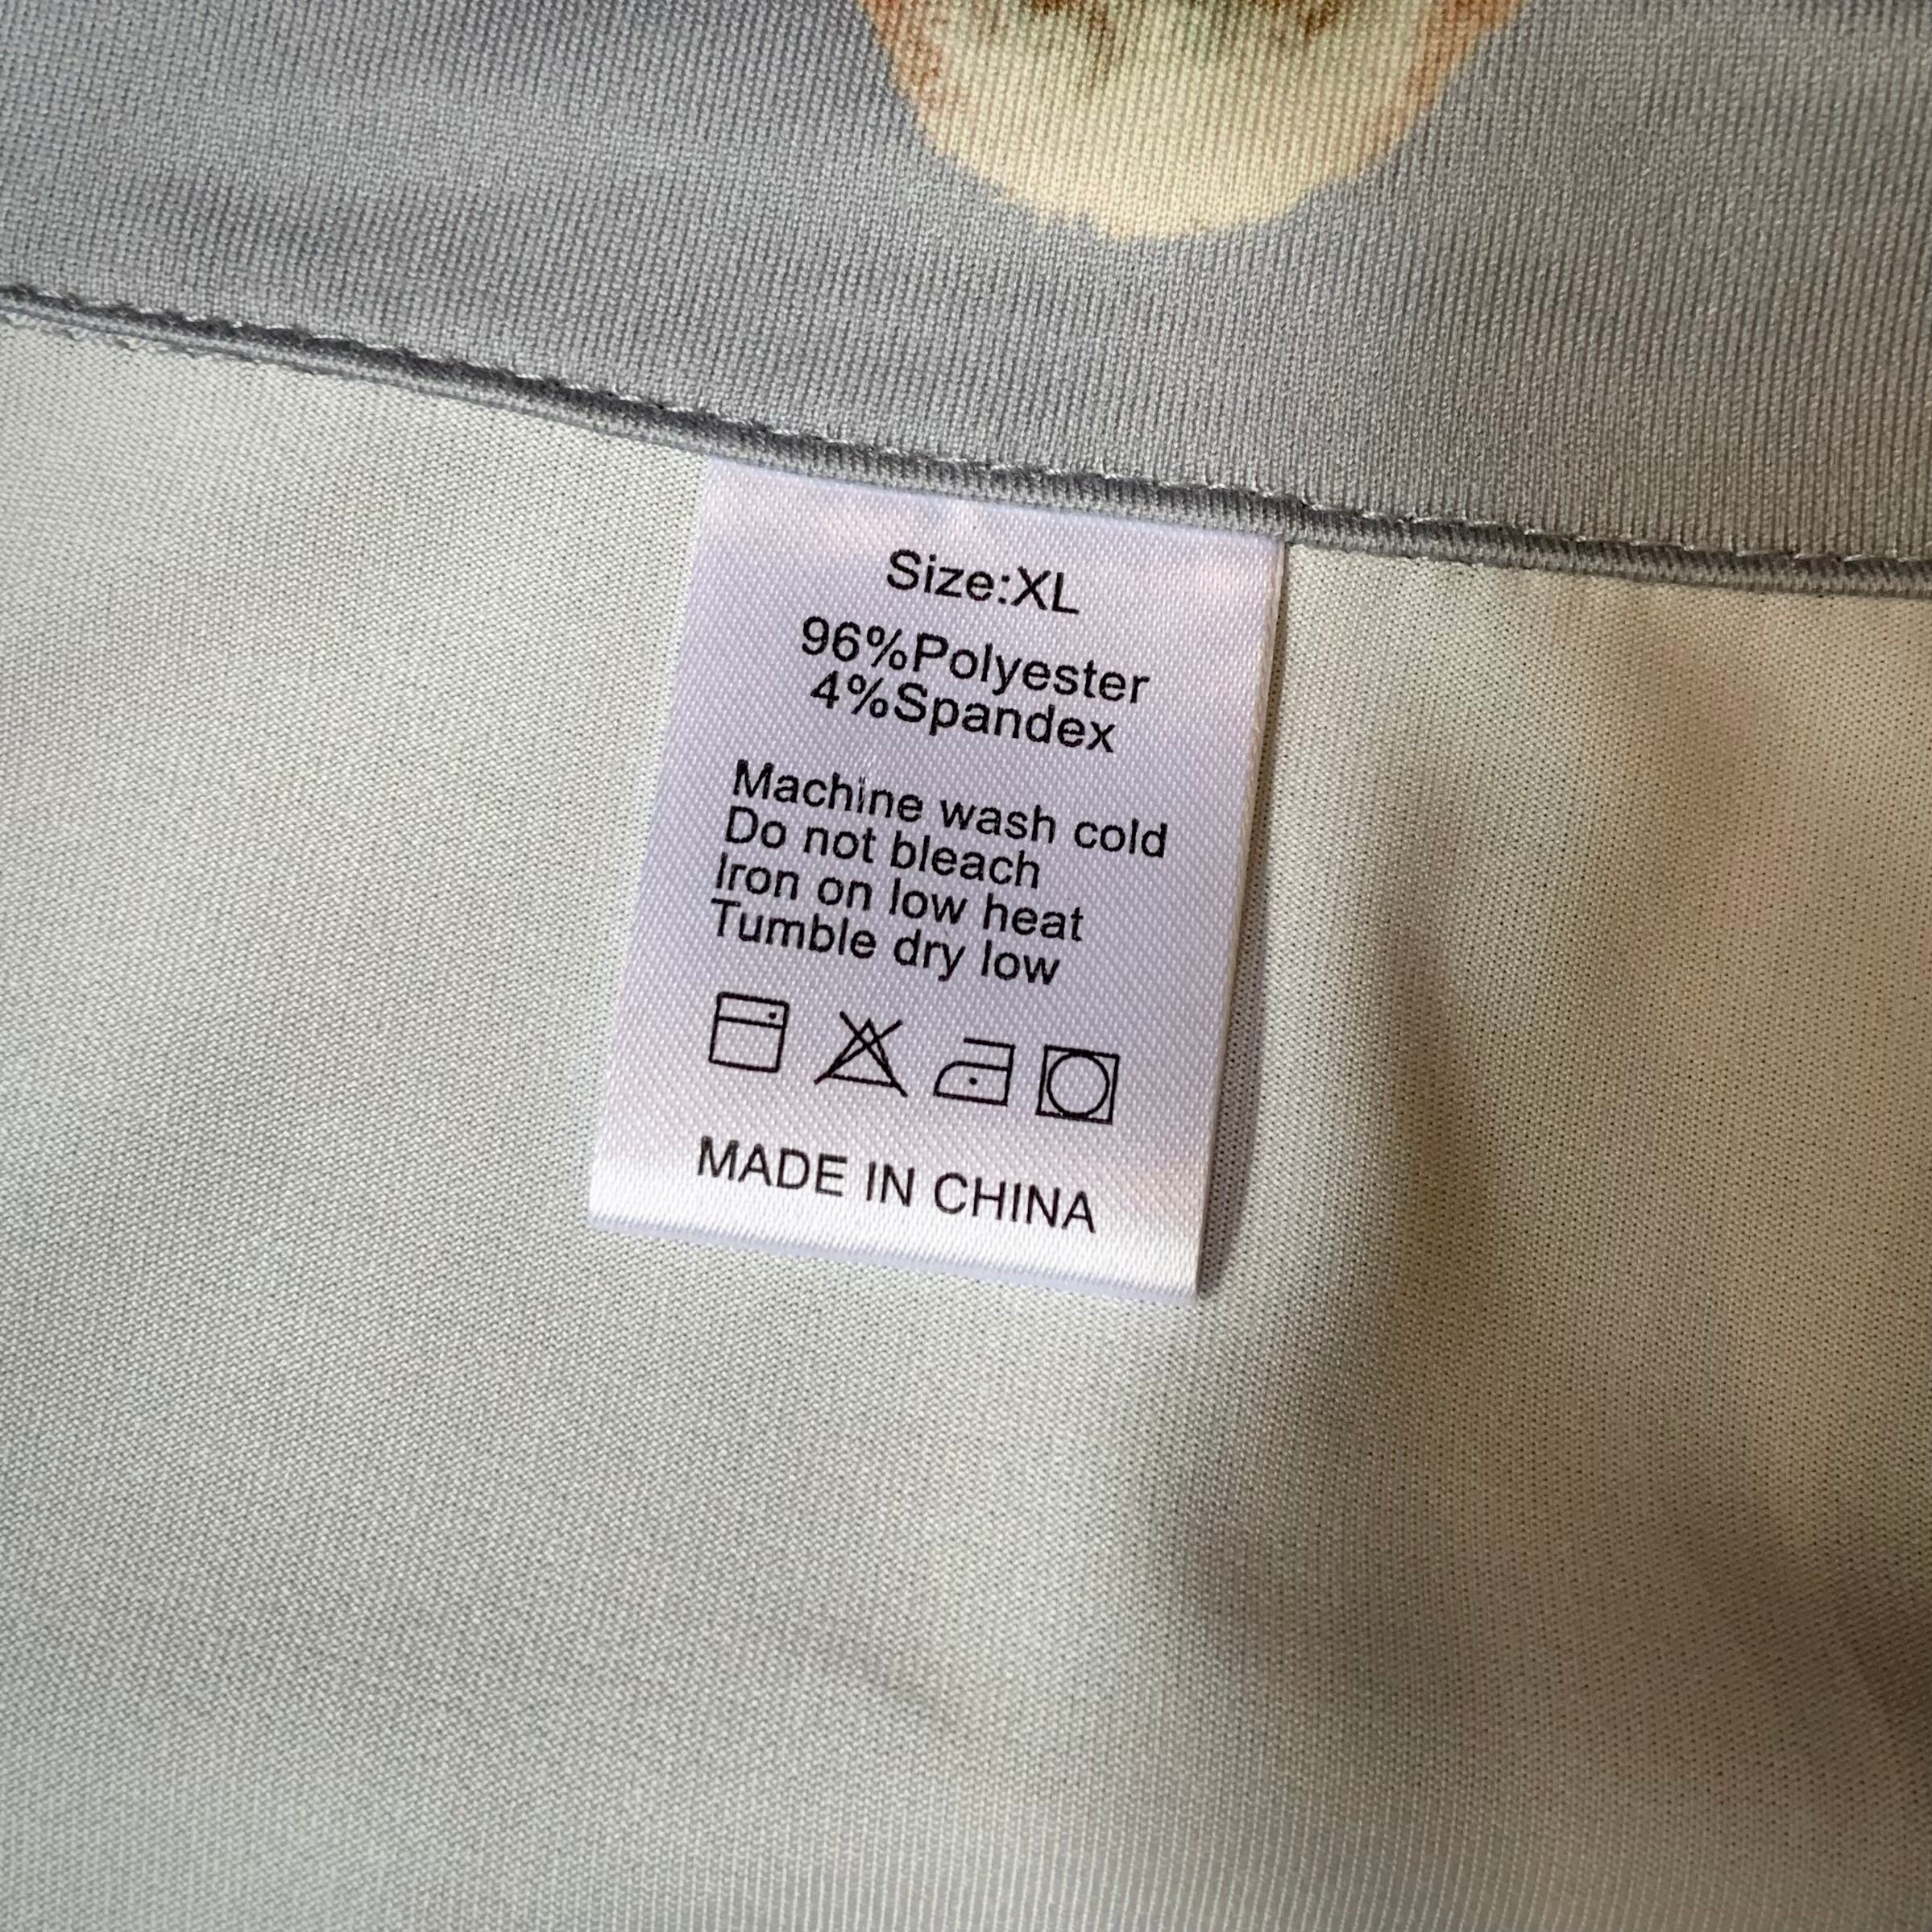 Size:XL
96%Polyester
4%Spandex
Machine wash cold
Do not bleach
Iron on low heat
Tumble dry low
MADE IN CHINA